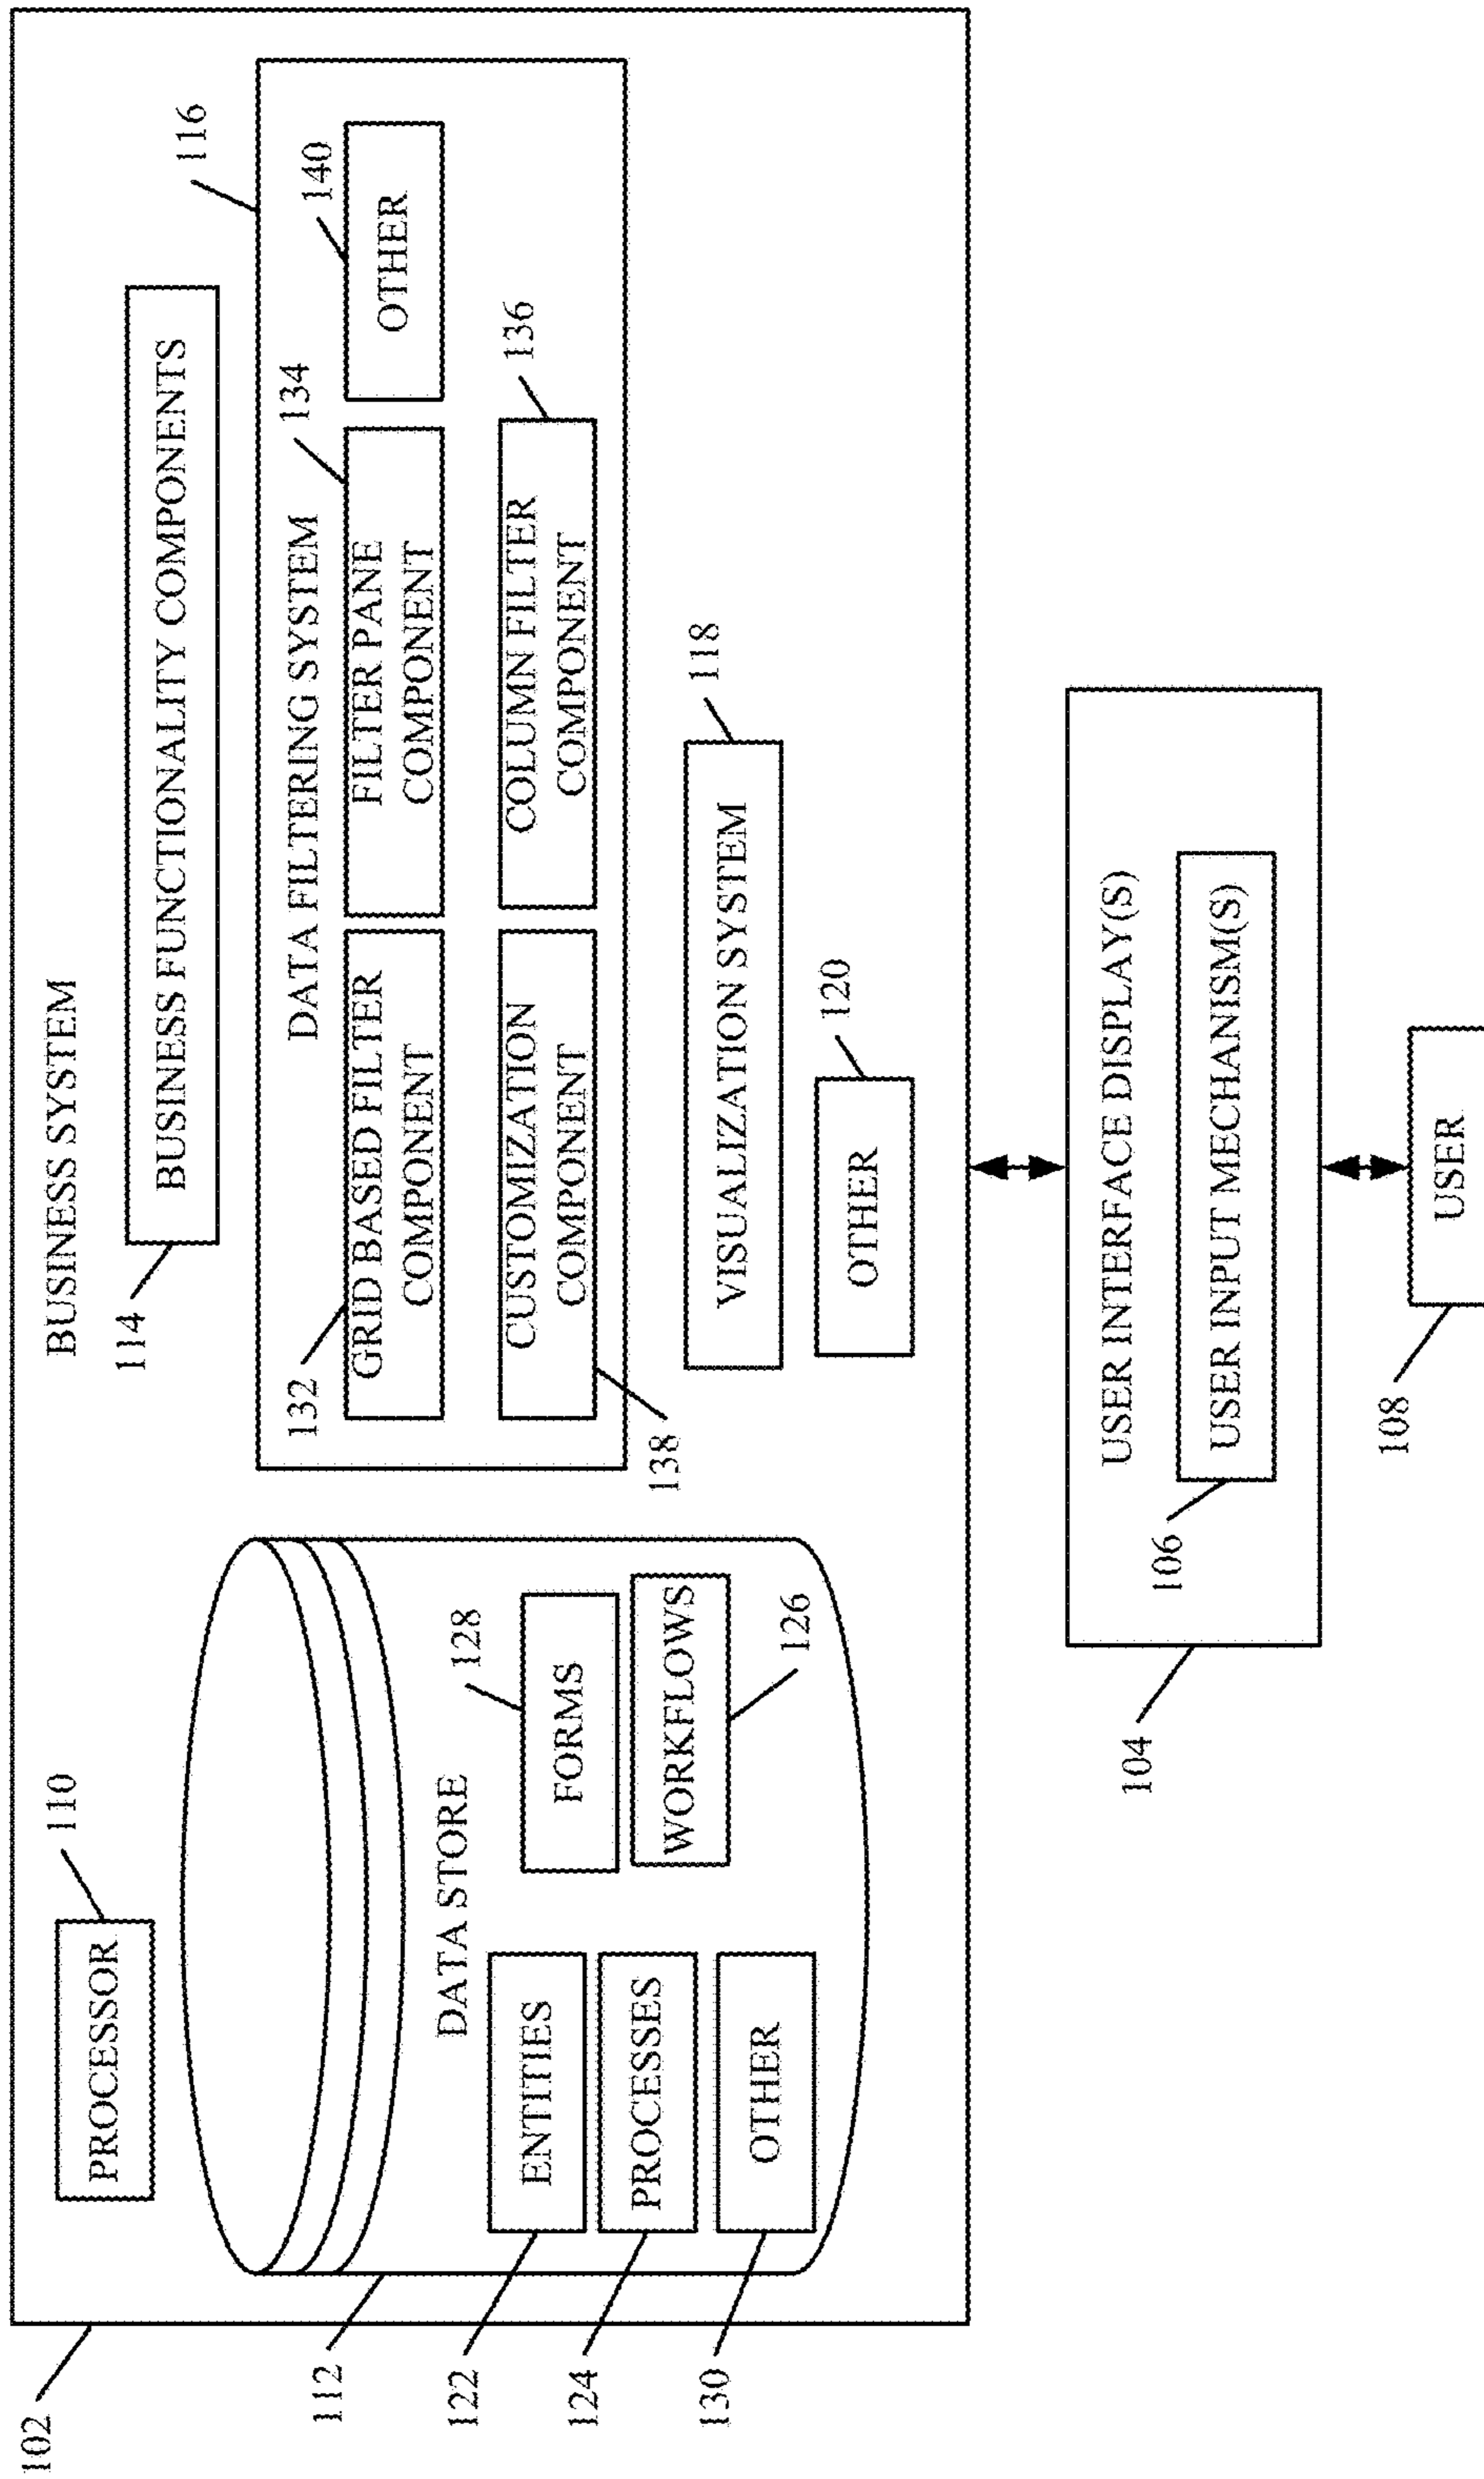 102
BUSINESS SYSTEM
110
PROCESSOR
114
BUSINESS FUNCTIONALITY COMPONENTS
116
112
DATA STORE
122
ENTITIES
128
FORMS
124
PROCESSES
WORKFLOWS
126
130
OTHER
DATA FILTERING SYSTEM
132
GRID BASED FILTER
COMPONENT
134
FILTER PANE
COMPONENT
140
OTHER
138
CUSTOMIZATION
COMPONENT
136
COLUMN FILTER
COMPONENT
118
VISUALIZATION SYSTEM
120
OTHER
104
USER INTERFACE DISPLAY(S)
106
USER INPUT MECHANISM(S)
108
USER